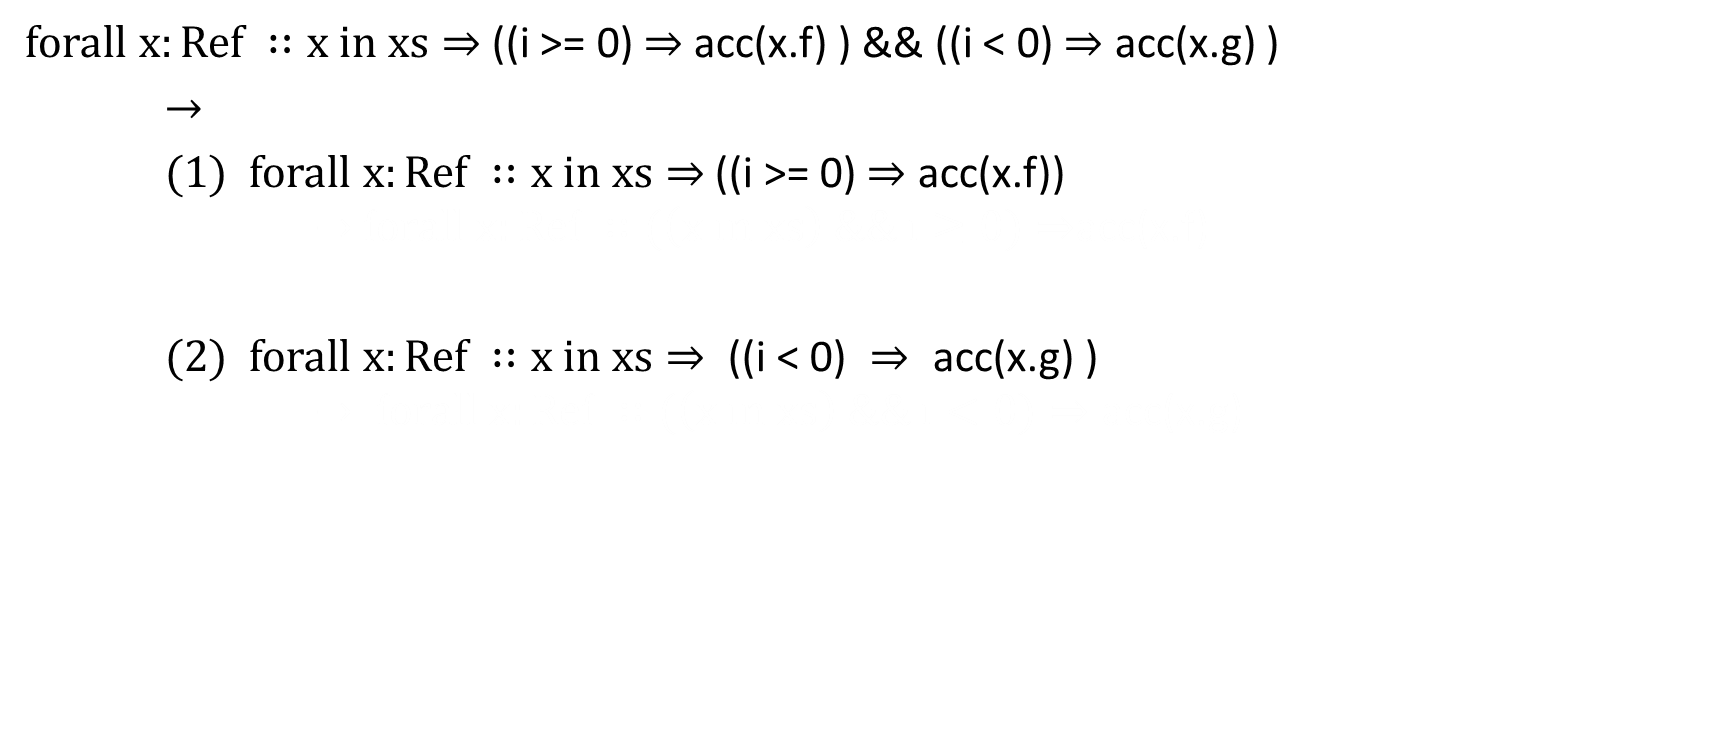 forall x: Ref :: x in xs ⇒ ((i >= 0) ⇒ acc(x.f) ) && ((i < 0) ⇒ acc(x.g) )
→
(1) forall x: Ref :: x in xs ⇒ ((i >= 0) ⇒ acc(x.f))
(2) forall x: Ref :: x in xs ⇒ ((i < 0) ⇒ acc(x.g) )